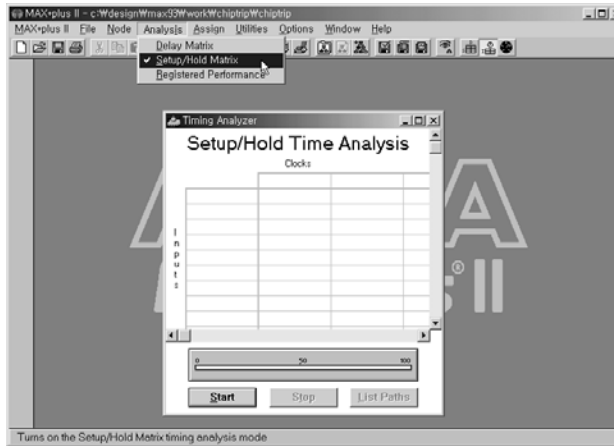 MAX+plus II - c:₩design₩max93₩work₩chiptrip₩chiptrip
MAX+plus II File Node Analysis Assign Utilities Options Window Help
Delay Matrix
✓ Setup/Hold Matrix
Registered Performance
Timing Analyzer
Setup/Hold Time Analysis
Clocks
Inputs
0 50 100
Start Stop List Paths
® II
Turns on the Setup/Hold Matrix timing analysis mode